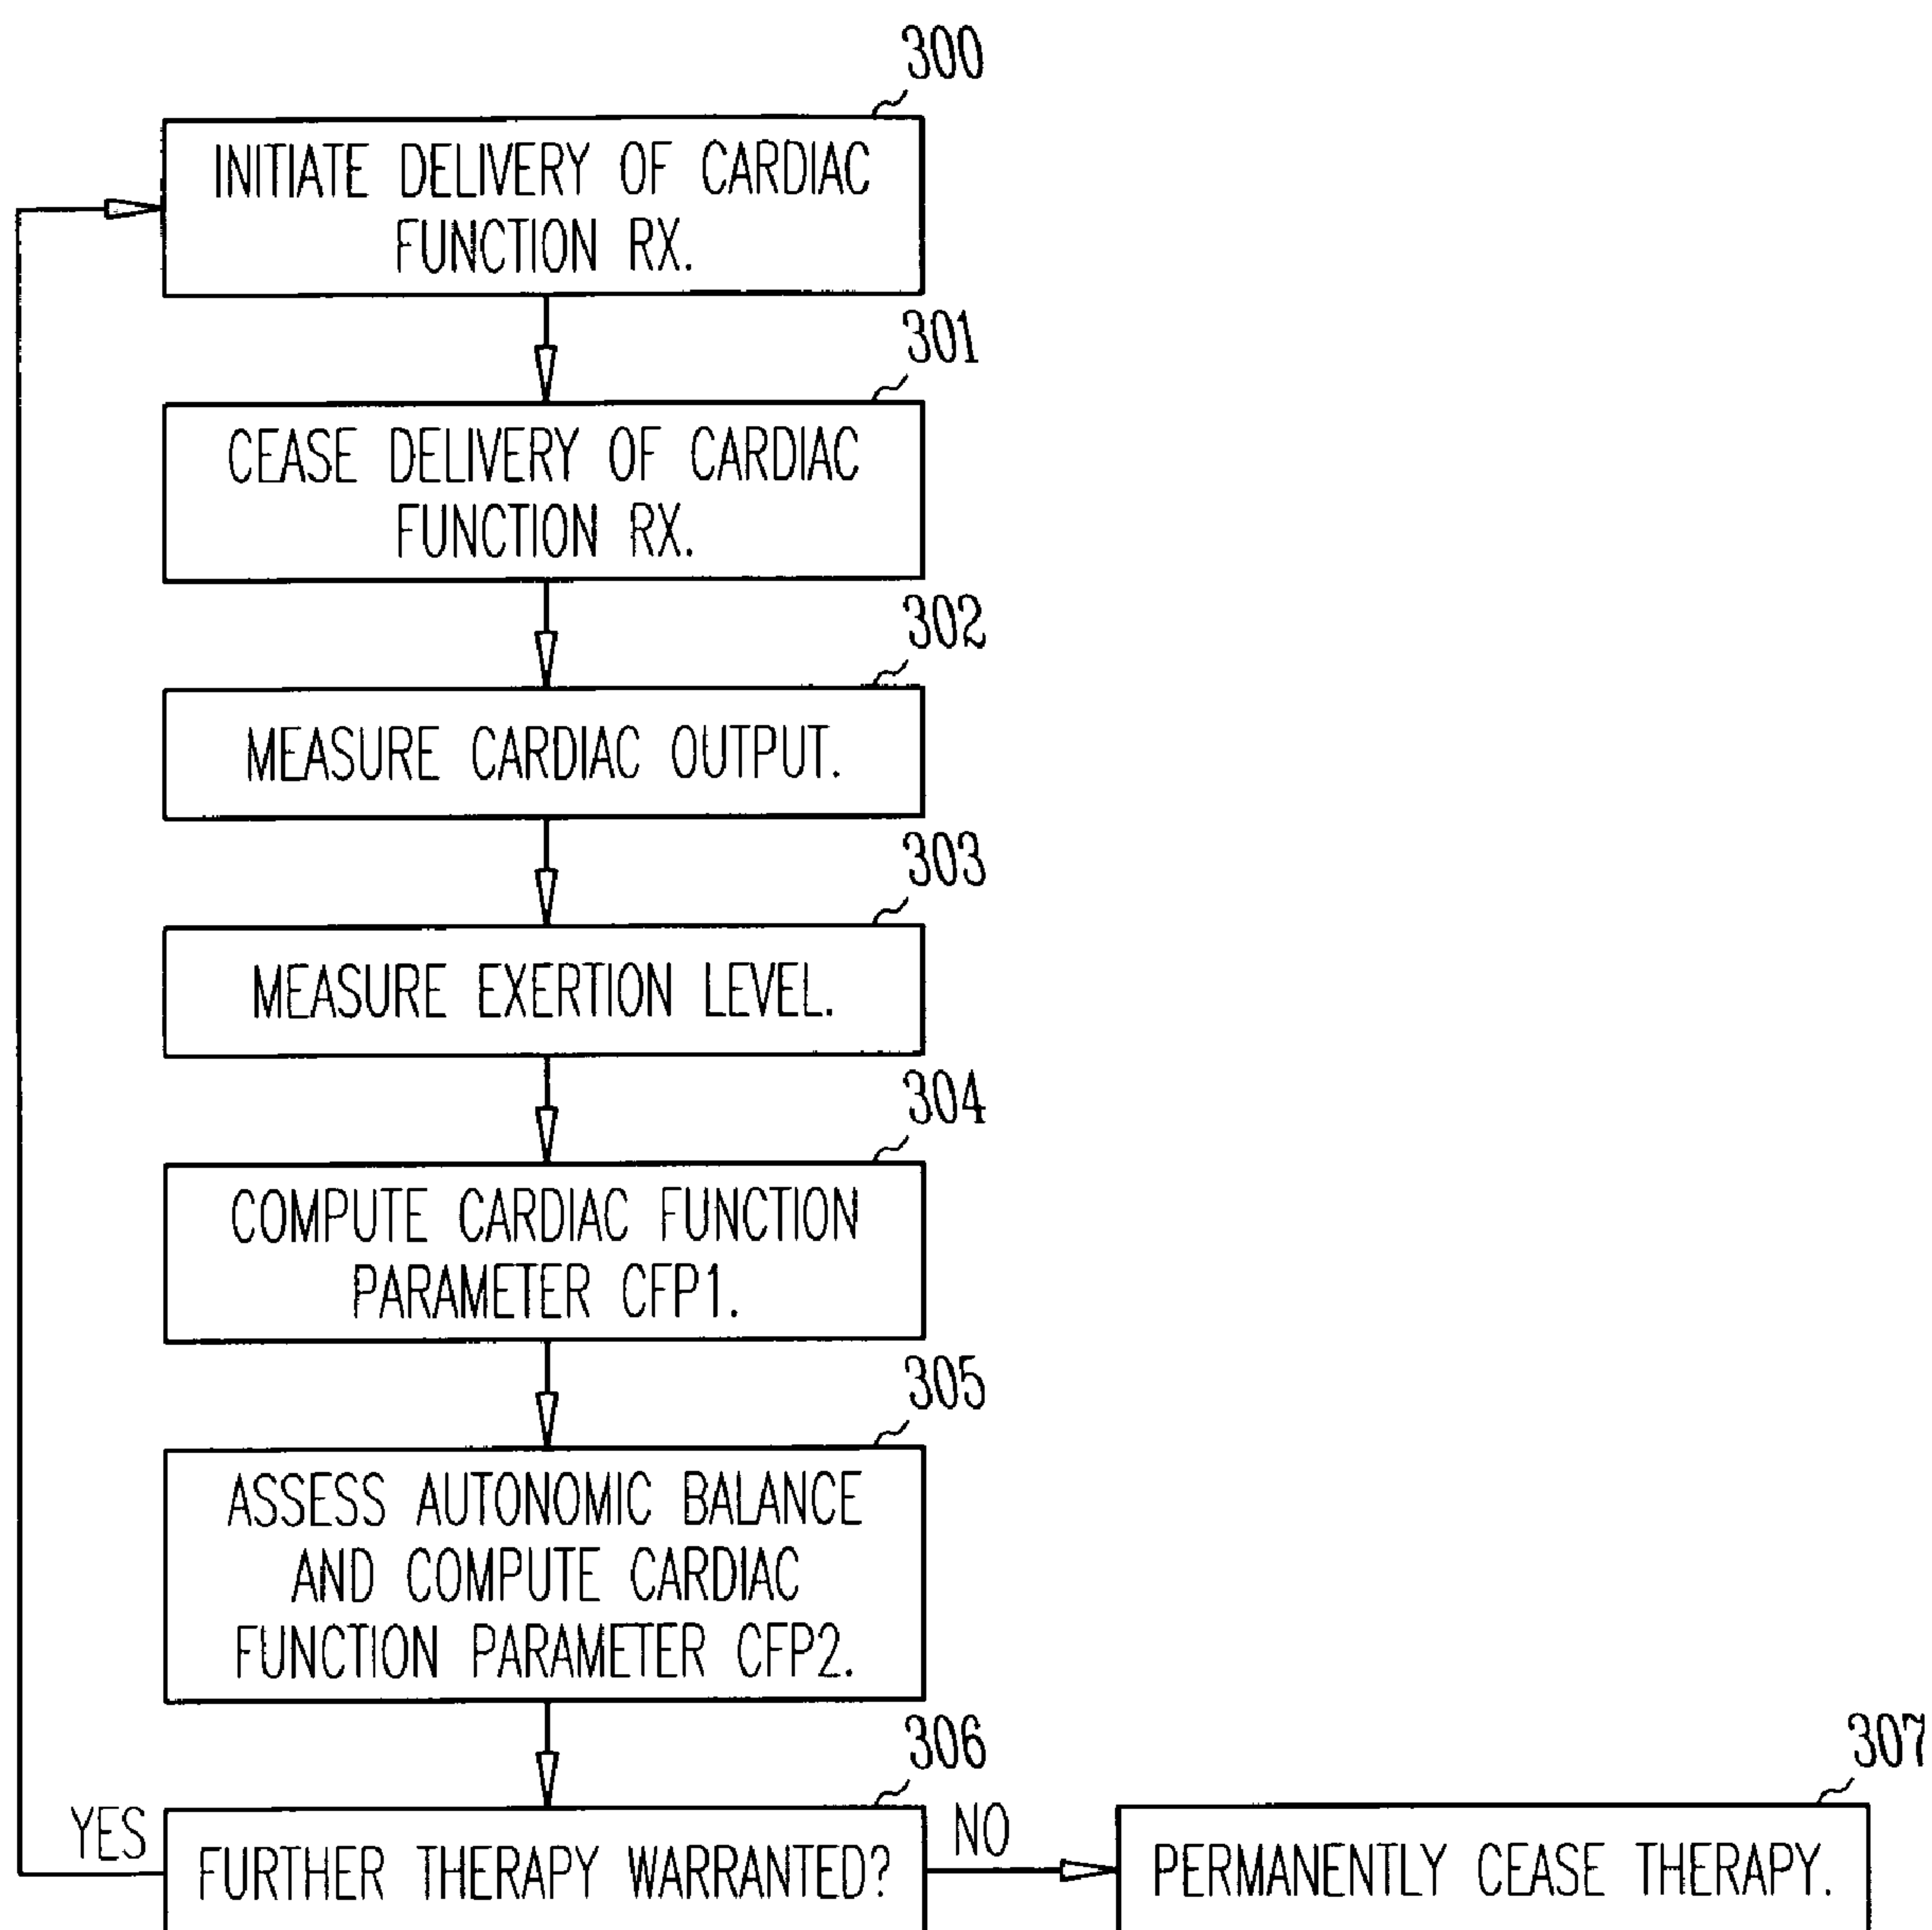 300
INITIATE DELIVERY OF CARDIAC
FUNCTION RX.
301
CEASE DELIVERY OF CARDIAC
FUNCTION RX.
302
MEASURE CARDIAC OUTPUT.
303
MEASURE EXERTION LEVEL.
304
COMPUTE CARDIAC FUNCTION
PARAMETER CFP1.
305
ASSESS AUTONOMIC BALANCE
AND COMPUTE CARDIAC
FUNCTION PARAMETER CFP2.
306
YES
FURTHER THERAPY WARRANTED?
NO
307
PERMANENTLY CEASE THERAPY.